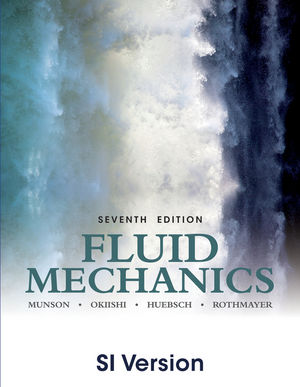 SEVENTH EDITION
FLUID
MECHANICS
MUNSON • OKIISHI • HUEBSCH • ROTHMAYER
SI Version